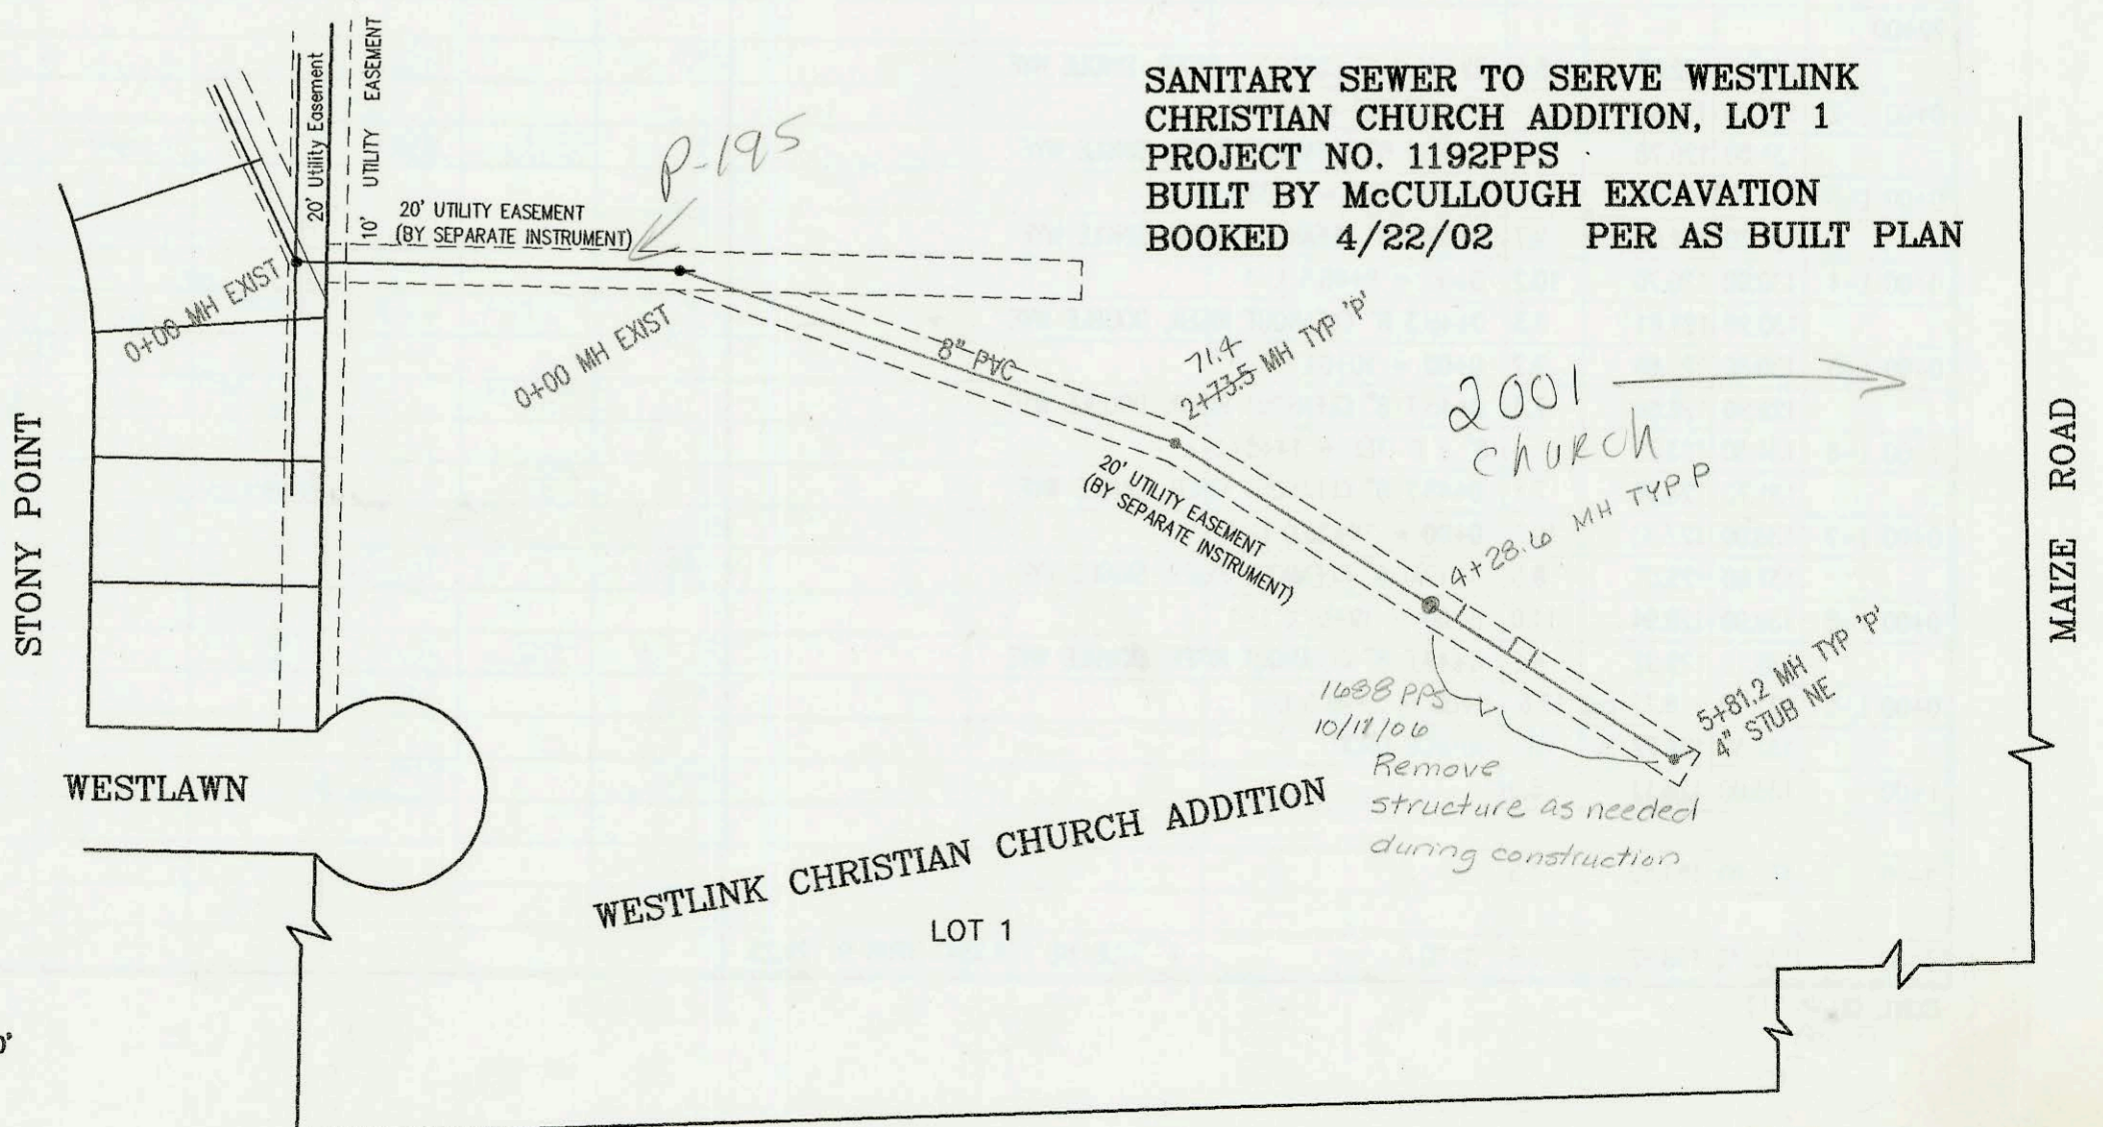 SANITARY SEWER TO SERVE WESTLINK
CHRISTIAN CHURCH ADDITION, LOT 1
PROJECT NO. 1192PPS
BUILT BY McCULLOUGH EXCAVATION
BOOKED 4/22/02 PER AS BUILT PLAN
20' Utility Easement
10' UTILITY EASEMENT
P-195
20' UTILITY EASEMENT
(BY SEPARATE INSTRUMENT)
0+00 MH EXIST
0+00 MH EXIST
8" PVC
71.4
2+73.5 MH TYP 'P'
2001
church
20' UTILITY EASEMENT
(BY SEPARATE INSTRUMENT)
4+28.6 MH TYP P
5+81.2 MH TYP 'P'
4" STUB NE
1688 PPS
Remove
structure as needed
during construction
STONY POINT
MAIZE ROAD
WESTLAWN
WESTLINK CHRISTIAN CHURCH ADDITION
LOT 1